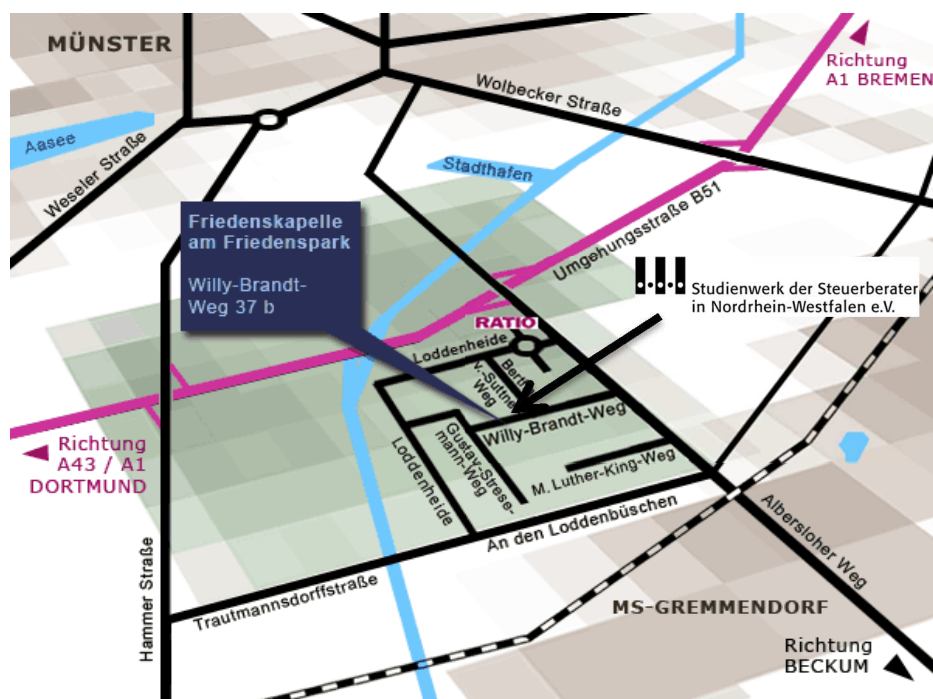 MÜNSTER
Richtung
A1 BREMEN
Wolbecker Straße
Aasee
Weseler Straße
Stadthafen
Umgehungsstraße B51
Friedenskapelle
am Friedenspark
Willy-Brandt-
Weg 37 b
Studienwerk der Steuerberater
in Nordrhein-Westfalen e.V.
RATIO
Loddenheide
Bertha-
v.-Suttner-
Weg
Willy-Brandt-Weg
Gustav-Strese-
mann-Weg
Loddenheide
M. Luther-King-Weg
Richtung
A43 / A1
DORTMUND
An den Loddenbüschen
Albersloher Weg
Hammer Straße
Trautmannsdorffstraße
MS-GREMMENDORF
Richtung
BECKUM